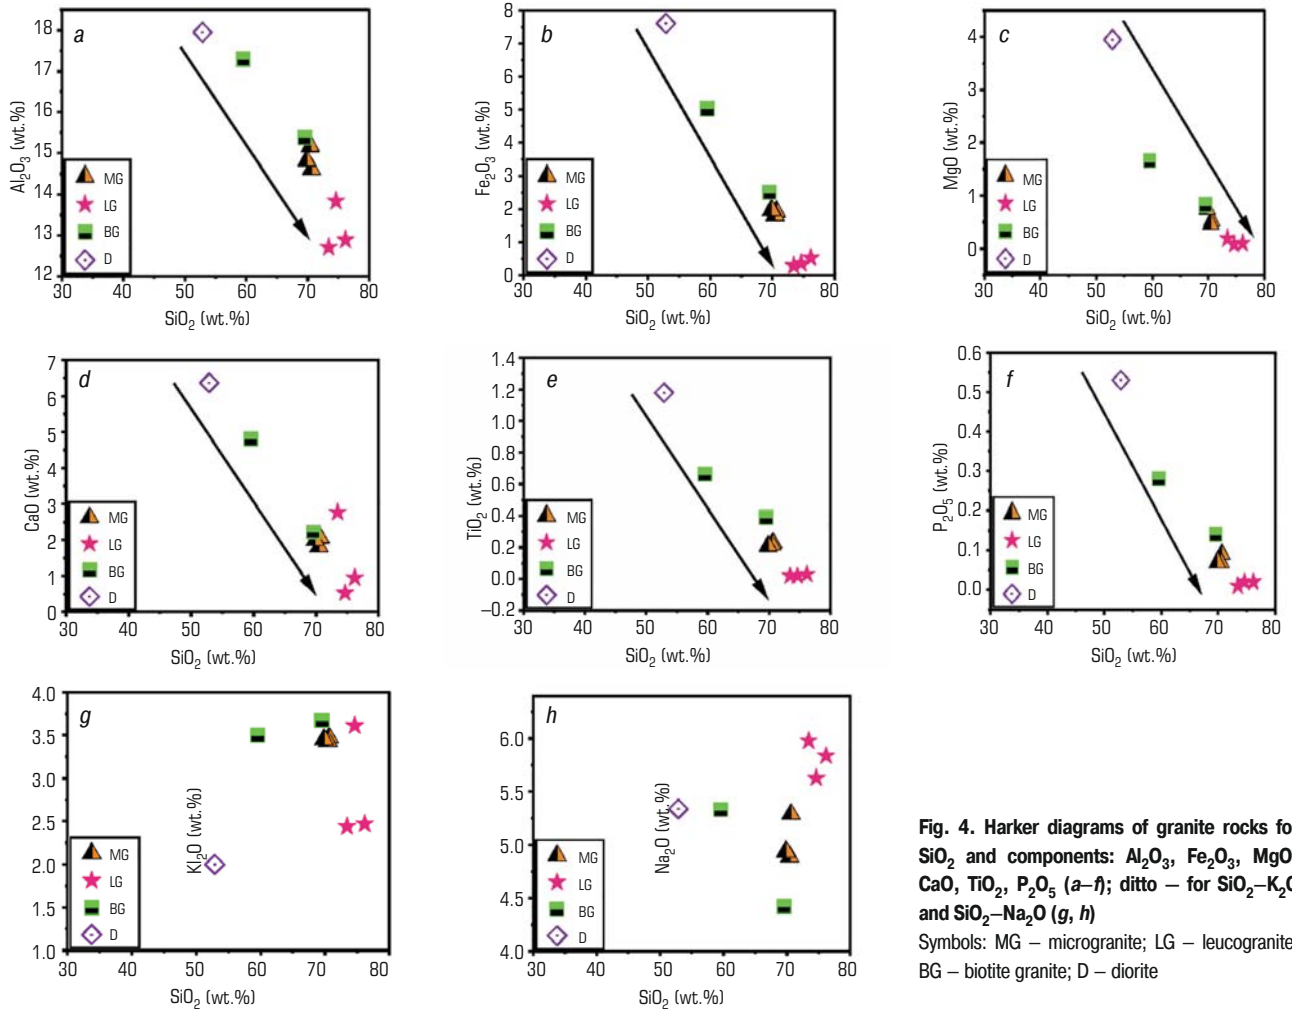 a
18
17
16
15
14
13
12
Al₂O₃ (wt.%)
MG
LG
BG
D
30 40 50 60 70 80
SiO₂ (wt.%)
b
8
7
6
5
4
3
2
1
0
Fe₂O₃ (wt.%)
MG
LG
BG
D
30 40 50 60 70 80
SiO₂ (wt.%)
c
4
3
2
1
0
MgO (wt.%)
MG
LG
BG
D
30 40 50 60 70 80
SiO₂ (wt.%)
d
7
6
5
4
3
2
1
0
CaO (wt.%)
MG
LG
BG
D
30 40 50 60 70 80
SiO₂ (wt.%)
e
1.4
1.2
1.0
0.8
0.6
0.4
0.2
0.0
–0.2
TiO₂ (wt.%)
MG
LG
BG
D
30 40 50 60 70 80
SiO₂ (wt.%)
f
0.6
0.5
0.4
0.3
0.2
0.1
0.0
P₂O₅ (wt.%)
MG
LG
BG
D
30 40 50 60 70 80
SiO₂ (wt.%)
g
4.0
3.5
3.0
2.5
2.0
1.5
1.0
Kl₂O (wt.%)
MG
LG
BG
D
30 40 50 60 70 80
SiO₂ (wt.%)
h
6.0
5.5
5.0
4.5
4.0
Na₂O (wt.%)
MG
LG
BG
D
30 40 50 60 70 80
SiO₂ (wt.%)
Fig. 4. Harker diagrams of granite rocks fo
SiO₂ and components: Al₂O₃, Fe₂O₃, MgO
CaO, TiO₂, P₂O₅ (a–f); ditto – for SiO₂–K₂O
and SiO₂–Na₂O (g, h)
Symbols: MG – microgranite; LG – leucogranite
BG – biotite granite; D – diorite